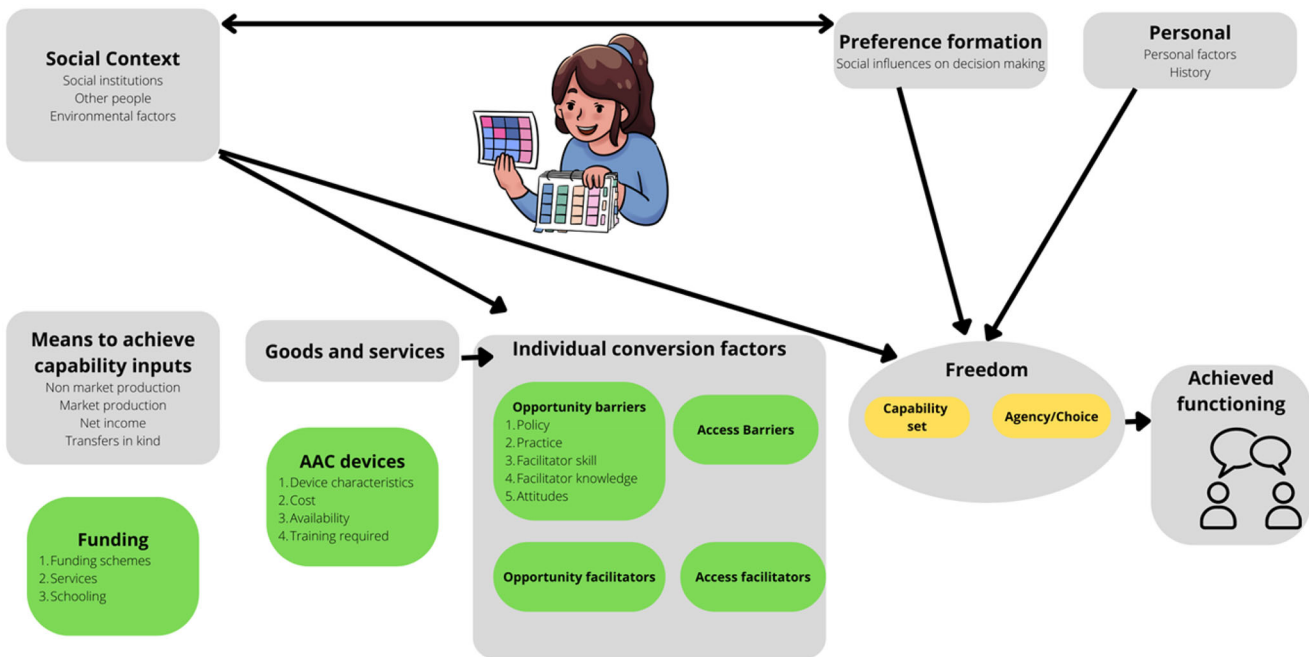 Social Context
Social institutions
Other people
Environmental factors
Preference formation
Social influences on decision making
Personal
Personal factors
History
Means to achieve
capability inputs
Non market production
Market production
Net income
Transfers in kind
Funding
1. Funding schemes
2. Services
3. Schooling
Goods and services
AAC devices
1. Device characteristics
2. Cost
3. Availability
4. Training required
Individual conversion factors
Opportunity barriers
1. Policy
2. Practice
3. Facilitator skill
4. Facilitator knowledge
5. Attitudes
Access Barriers
Opportunity facilitators
Access facilitators
Freedom
Capability
set
Agency/Choice
Achieved
functioning